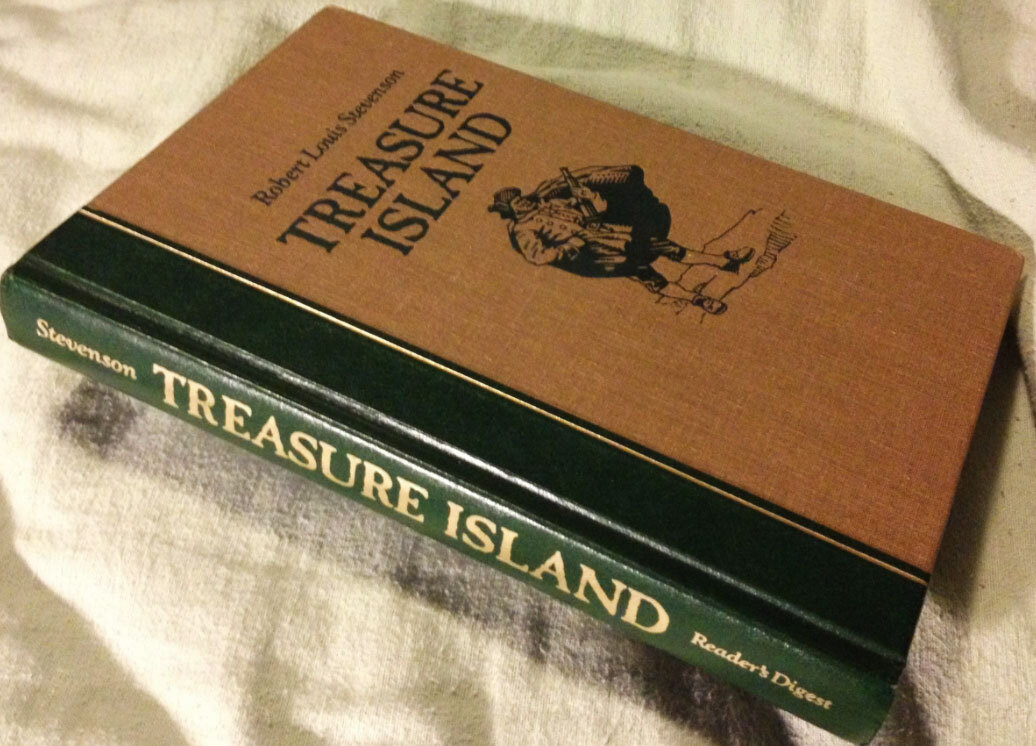 Robert Louis Stevenson
TREASURE
ISLAND
Stevenson TREASURE ISLAND Reader's Digest